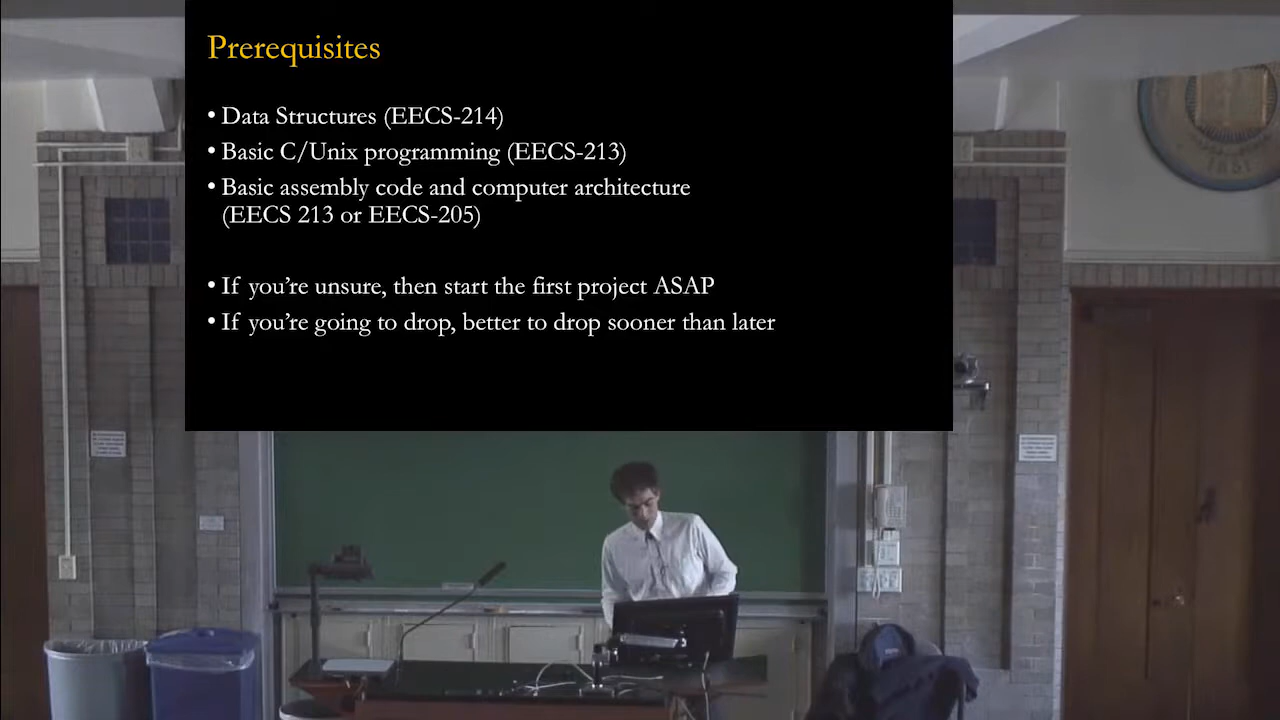 Prerequisites
• Data Structures (EECS-214)
• Basic C/Unix programming (EECS-213)
• Basic assembly code and computer architecture
(EECS 213 or EECS-205)
• If you’re unsure, then start the first project ASAP
• If you’re going to drop, better to drop sooner than later